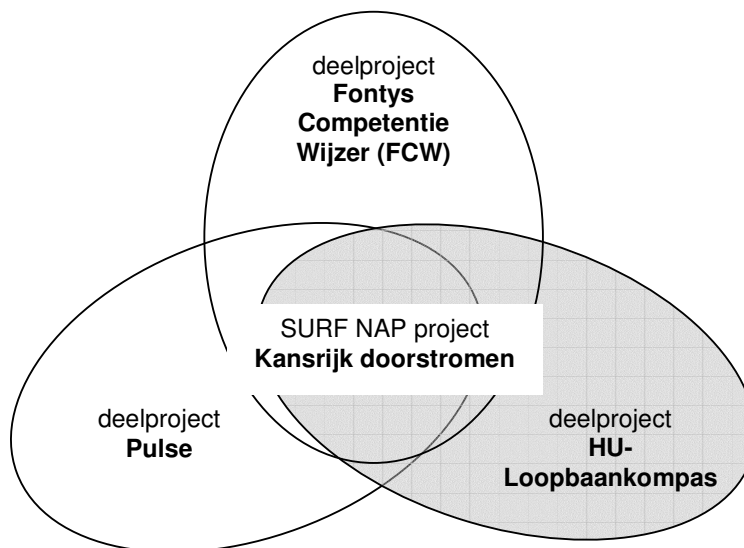 deelproject
Fontys
Competentie
Wijzer (FCW)
SURF NAP project
Kansrijk doorstromen
deelproject
Pulse
deelproject
HU-
Loopbaankompas